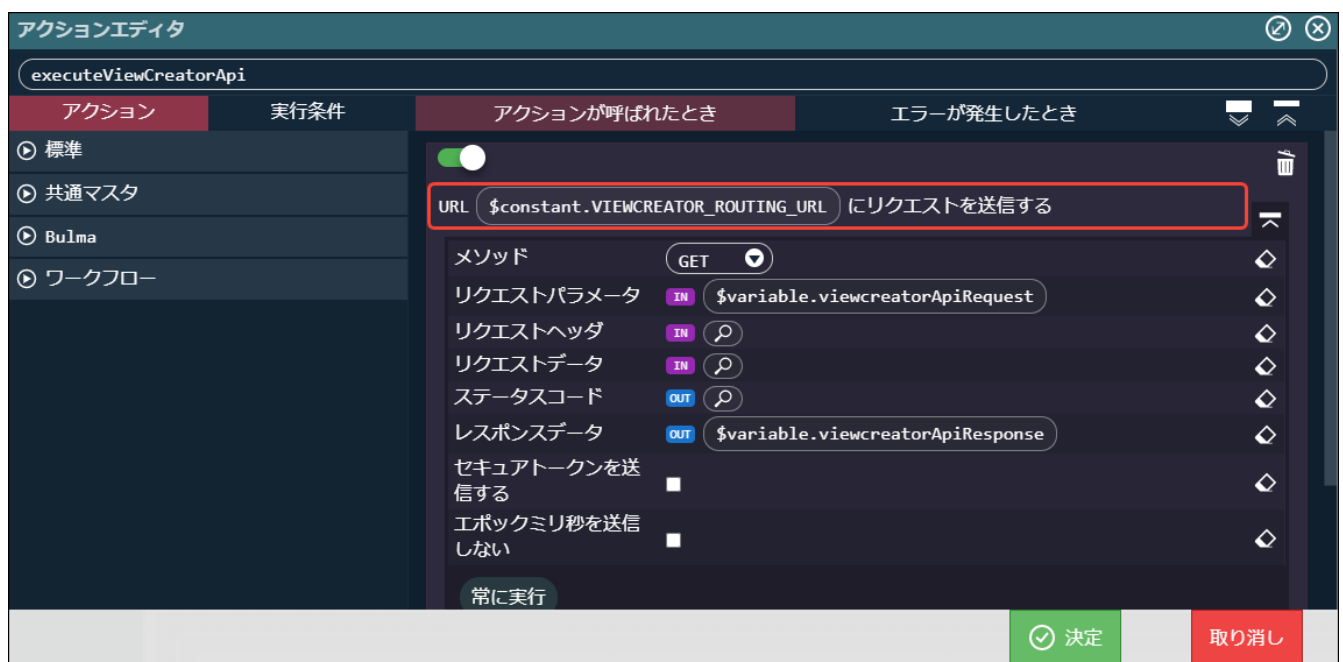 アクションエディタ
executeViewCreatorApi
アクション 実行条件 アクションが呼ばれたとき エラーが発生したとき
標準
共通マスタ
Bulma
ワークフロー
URL $constant.VIEWCREATOR_ROUTING_URL にリクエストを送信する
メソッド GET
リクエストパラメータ IN $variable.viewcreatorApiRequest
リクエストヘッダ IN
リクエストデータ IN
ステータスコード OUT
レスポンスデータ OUT $variable.viewcreatorApiResponse
セキュアトークンを送
信する
エポックミリ秒を送信
しない
常に実行
決定 取り消し